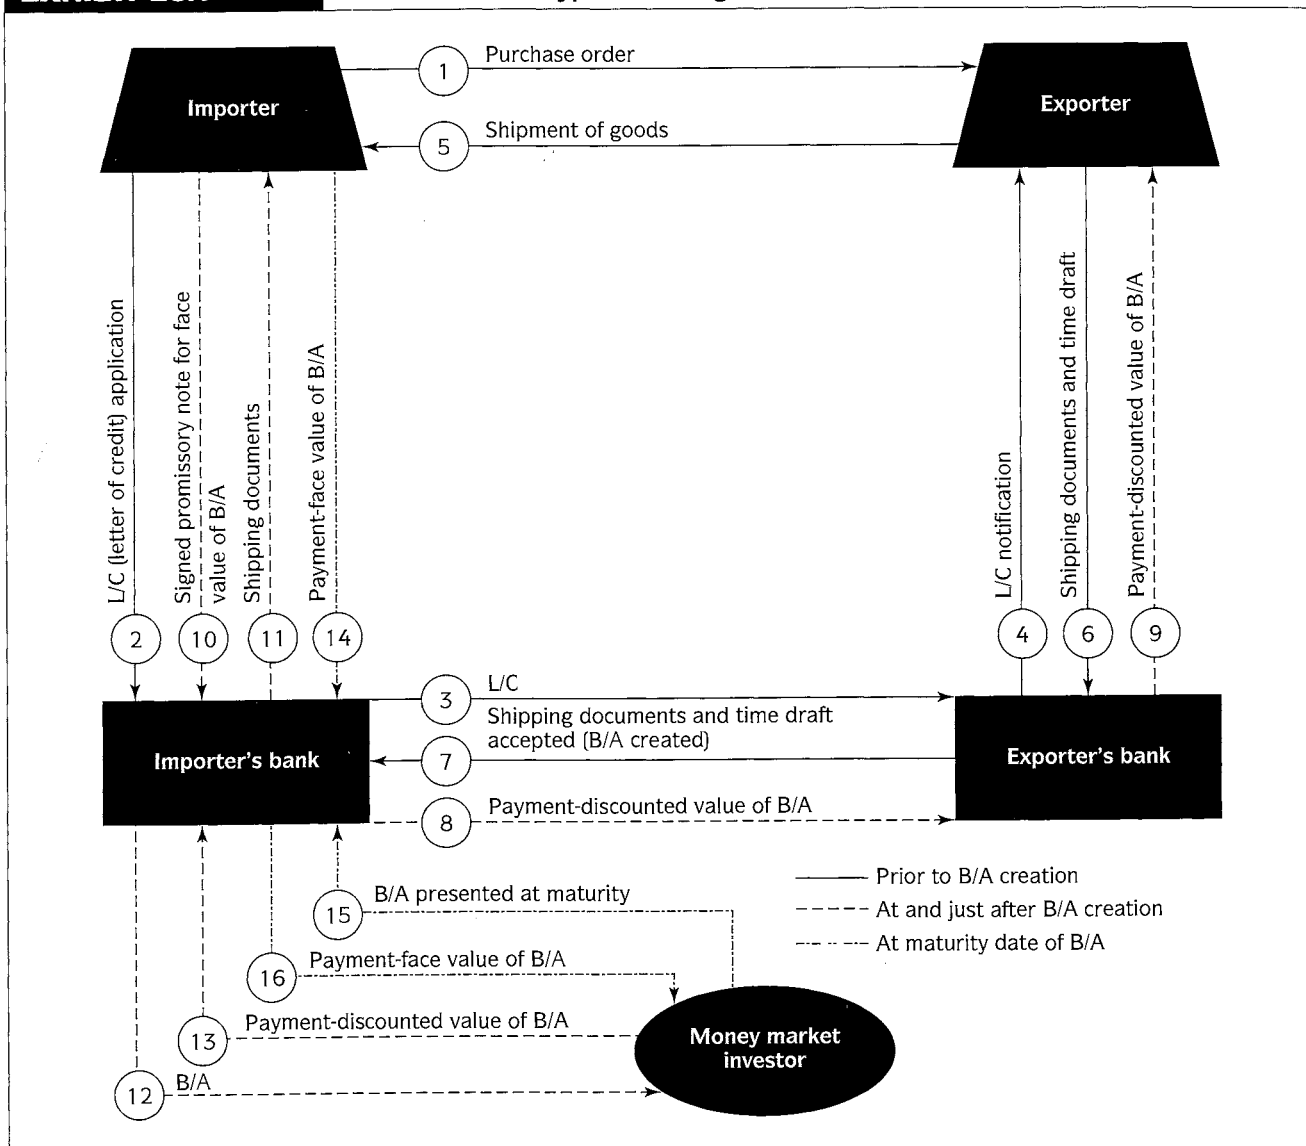 Importer
1
Purchase order
Exporter
5
Shipment of goods
L/C (letter of credit) application
Signed promissory note for face
value of B/A
Shipping documents
Payment-face value of B/A
L/C notification
Shipping documents and time draft
Payment-discounted value of B/A
2
10
11
14
4
6
9
3
L/C
Shipping documents and time draft
accepted (B/A created)
7
Importer's bank
Exporter's bank
8
Payment-discounted value of B/A
Prior to B/A creation
At and just after B/A creation
At maturity date of B/A
15
B/A presented at maturity
16
Payment-face value of B/A
13
Payment-discounted value of B/A
Money market
investor
12
B/A